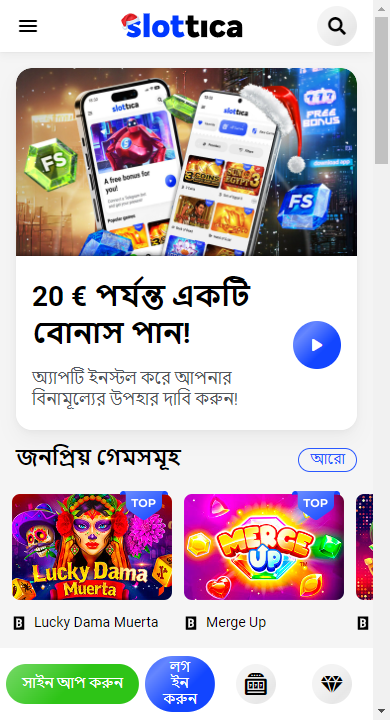 slottica
slottica
FS
A free bonus for you
Popular games
777
FREE
BONUS
download app
FS
20 € পর্যন্ত একটি
বোনাস পান!
অ্যাপটি ইনস্টল করে আপনার
বিনামূল্যের উপহার দাবি করুন!
জনপ্রিয় গেমসমূহ
আরো
TOP
TOP
LUCKY DAMA
MUERTA
MERGE
UP
Lucky Dama Muerta
Merge Up
সাইন আপ করুন
লগ
ইন
করুন